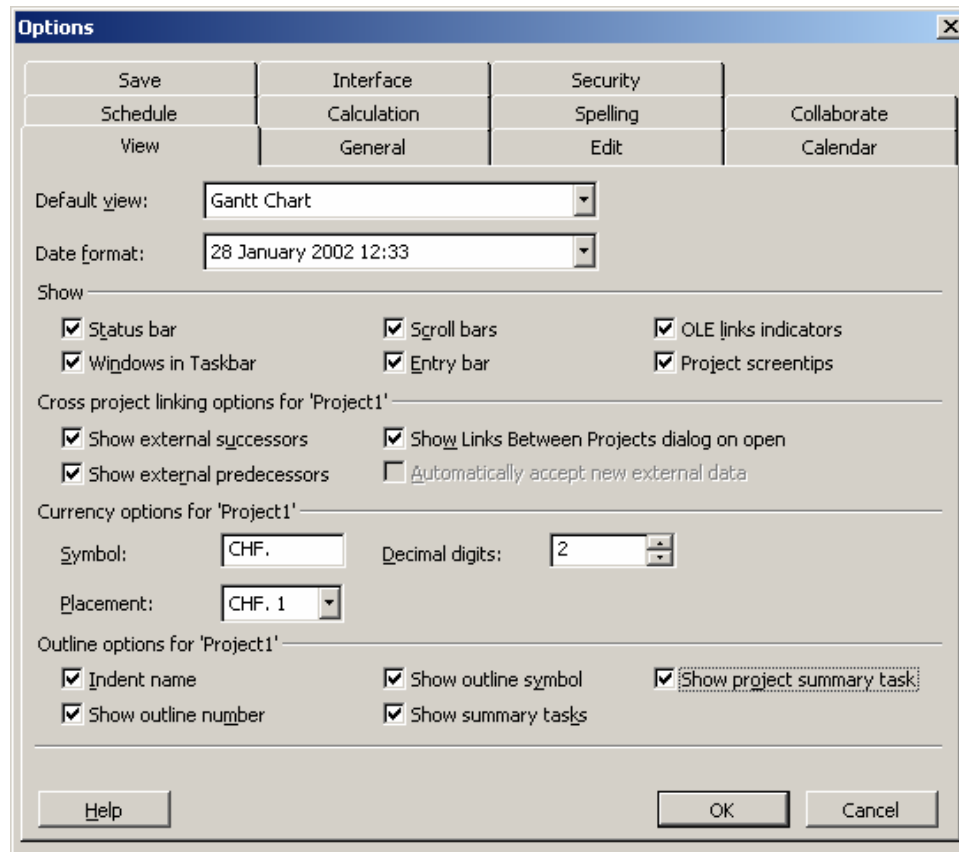 Options
Save Interface Security
Schedule Calculation Spelling Collaborate
View General Edit Calendar
Default view: Gantt Chart
Date format: 28 January 2002 12:33
Show
Status bar Scroll bars OLE links indicators
Windows in Taskbar Entry bar Project screentips
Cross project linking options for 'Project1'
Show external successors Show Links Between Projects dialog on open
Show external predecessors Automatically accept new external data
Currency options for 'Project1'
Symbol: CHF. Decimal digits: 2
Placement: CHF. 1
Outline options for 'Project1'
Indent name Show outline symbol Show project summary task
Show outline number Show summary tasks
Help OK Cancel